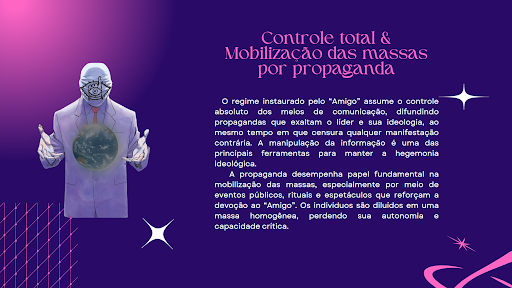 Controle total &
Mobilização das massas
por propaganda
O regime instaurado pelo “Amigo” assume o controle
absoluto dos meios de comunicação, difundindo
propagandas que exaltam o líder e sua ideologia, ao
mesmo tempo em que censura qualquer manifestação
contrária. A manipulação da informação é uma das
principais ferramentas para manter a hegemonia
ideológica.
A propaganda desempenha papel fundamental na
mobilização das massas, especialmente por meio de
eventos públicos, rituais e espetáculos que reforçam a
devoção ao “Amigo”. Os indivíduos são diluídos em uma
massa homogênea, perdendo sua autonomia e
capacidade crítica.